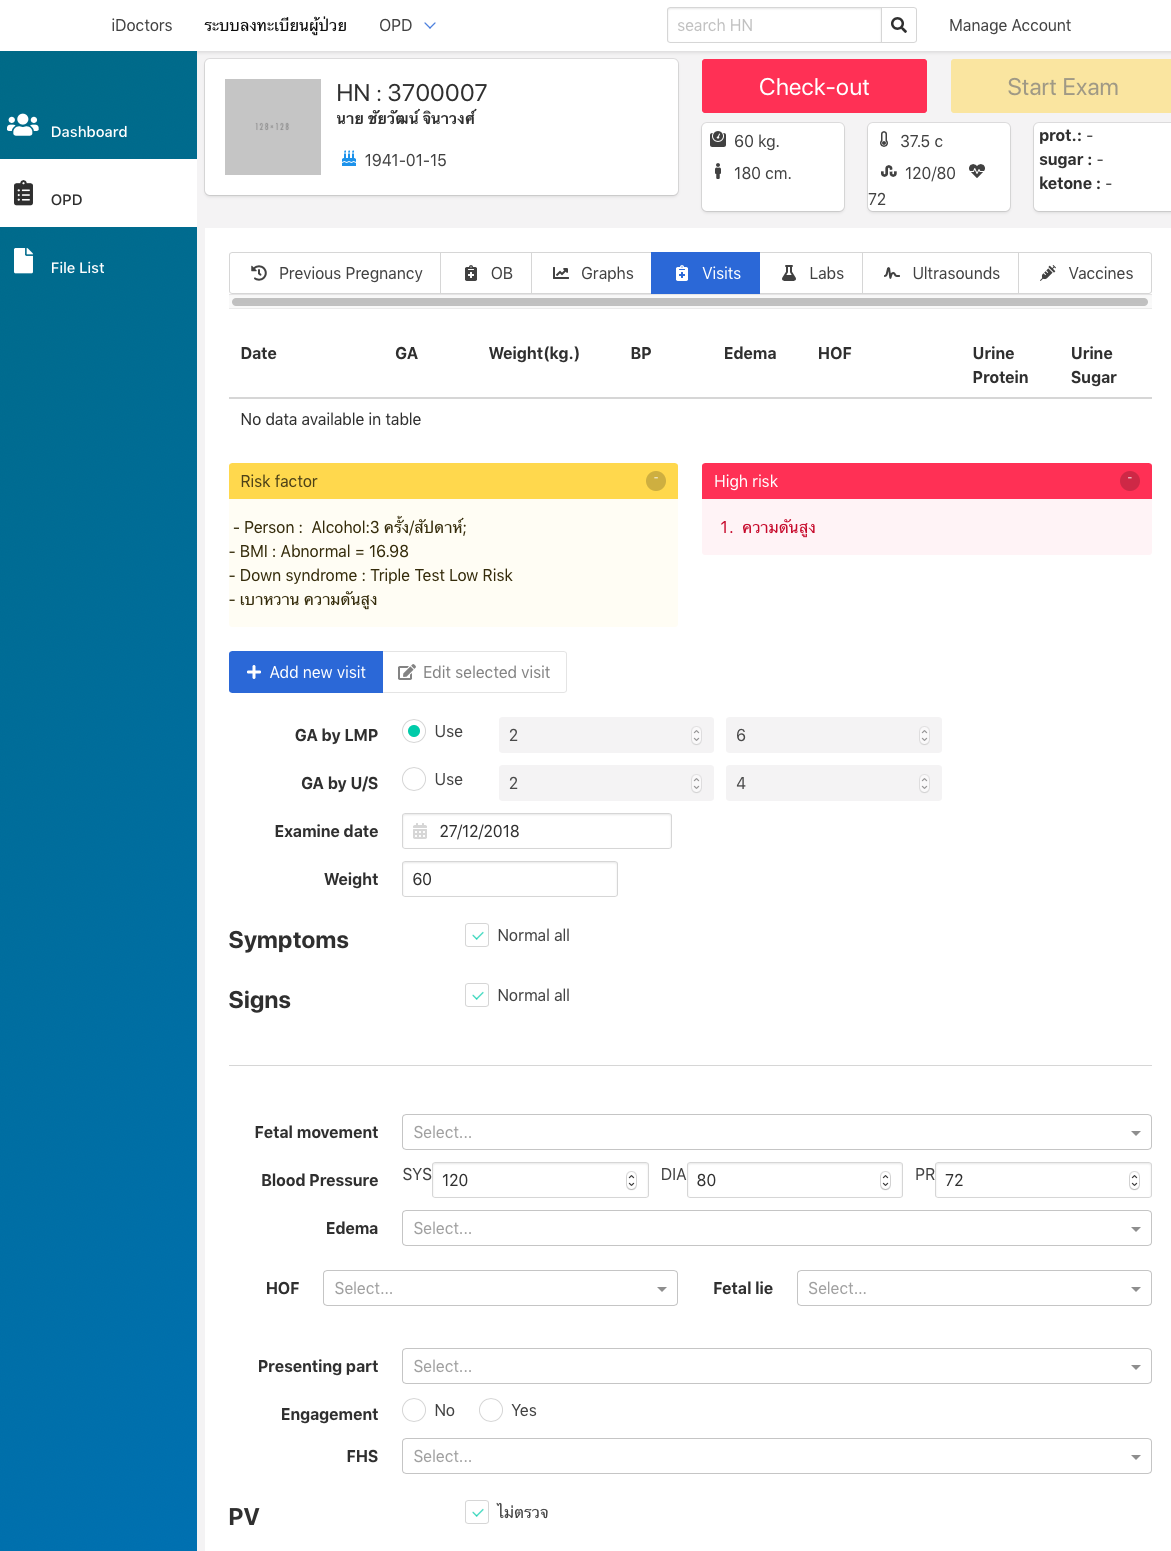 iDoctors ระบบลงทะเบียนผู้ป่วย OPD search HN Manage Account
Dashboard
OPD
File List
128×128
HN : 3700007
นาย ชัยวัฒน์ จินาวงศ์
1941-01-15
Check-out
Start Exam
60 kg.
180 cm.
37.5 c
120/80
72
prot.: -
sugar : -
ketone : -
Previous Pregnancy OB Graphs Visits Labs Ultrasounds Vaccines
Date GA Weight(kg.) BP Edema HOF Urine Protein Urine Sugar
No data available in table
Risk factor
- Person : Alcohol:3 ครั้ง/สัปดาห์;
- BMI : Abnormal = 16.98
- Down syndrome : Triple Test Low Risk
- เบาหวาน ความดันสูง
High risk
1. ความดันสูง
Add new visit Edit selected visit
GA by LMP Use 2 6
GA by U/S Use 2 4
Examine date 27/12/2018
Weight 60
Symptoms Normal all
Signs Normal all
Fetal movement Select...
Blood Pressure SYS 120 DIA 80 PR 72
Edema Select...
HOF Select... Fetal lie Select...
Presenting part Select...
Engagement No Yes
FHS Select...
PV ไม่ตรวจ